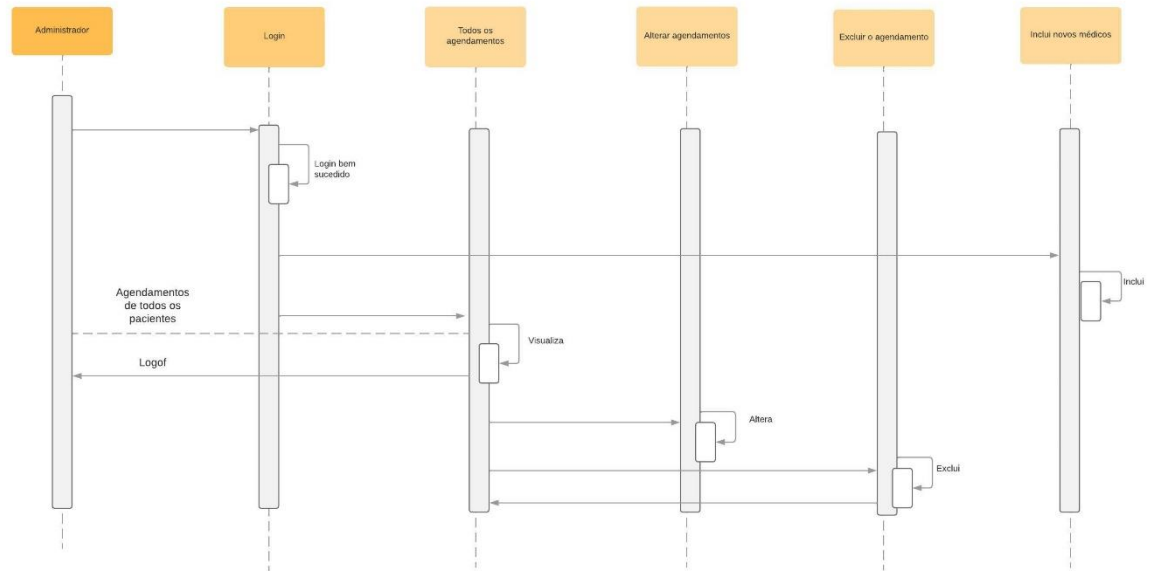 Administrador
Login
Todos os
agendamentos
Alterar agendamentos
Excluir o agendamento
Inclui novos médicos
Login bem
sucedido
Inclui
Agendamentos
de todos os
pacientes
Visualiza
Logof
Altera
Exclui